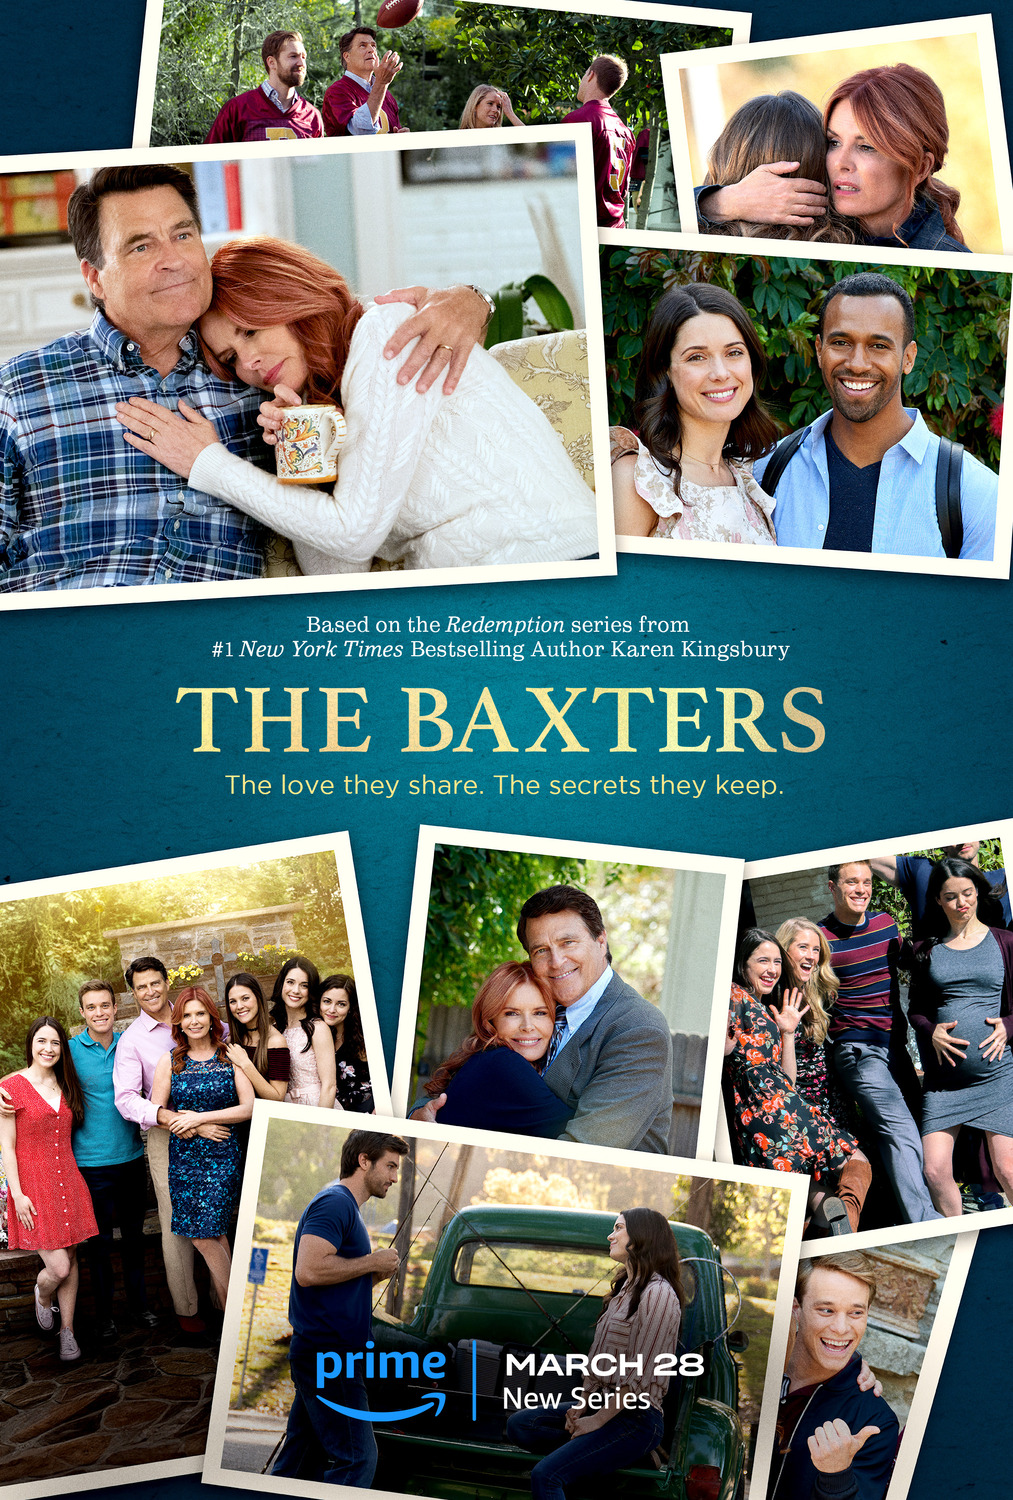 Based on the Redemption series from
#1 New York Times Bestselling Author Karen Kingsbury
THE BAXTERS
The love they share. The secrets they keep.
prime
MARCH 28
New Series